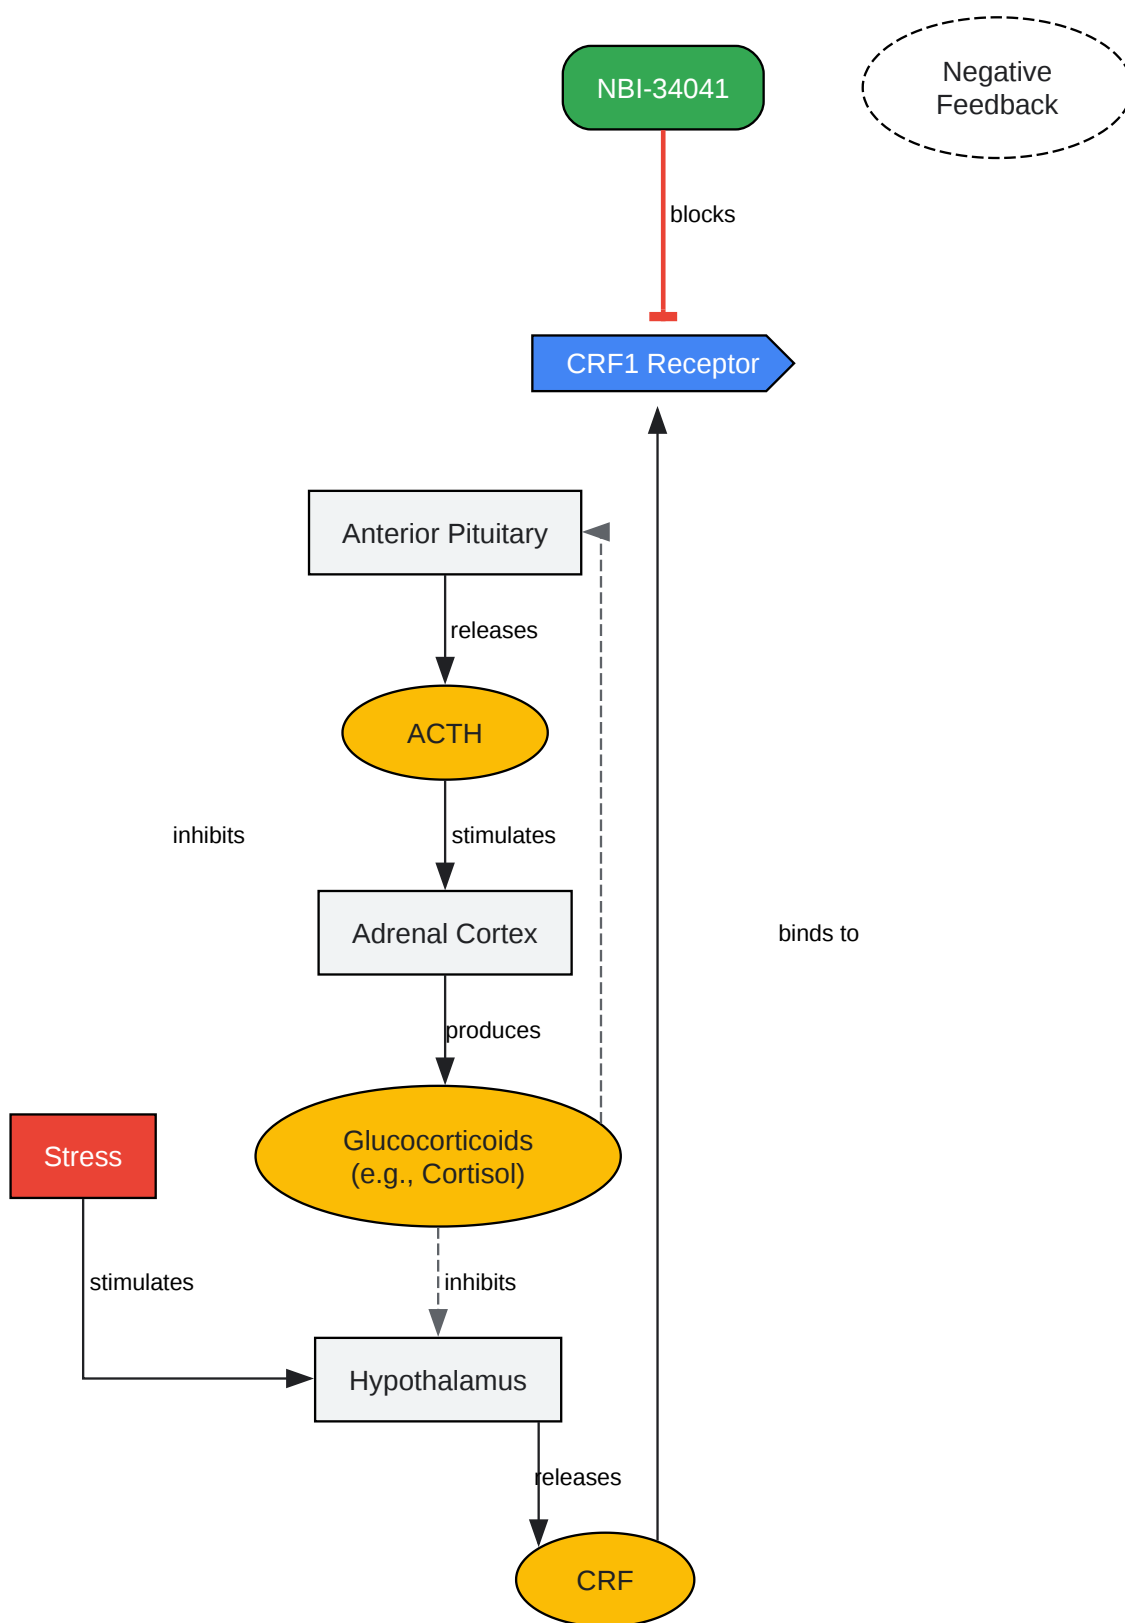 NBI-34041
Negative
Feedback
blocks
CRF1 Receptor
Anterior Pituitary
releases
ACTH
inhibits
stimulates
Adrenal Cortex
binds to
produces
Glucocorticoids
(e.g., Cortisol)
Stress
stimulates
inhibits
Hypothalamus
releases
CRF